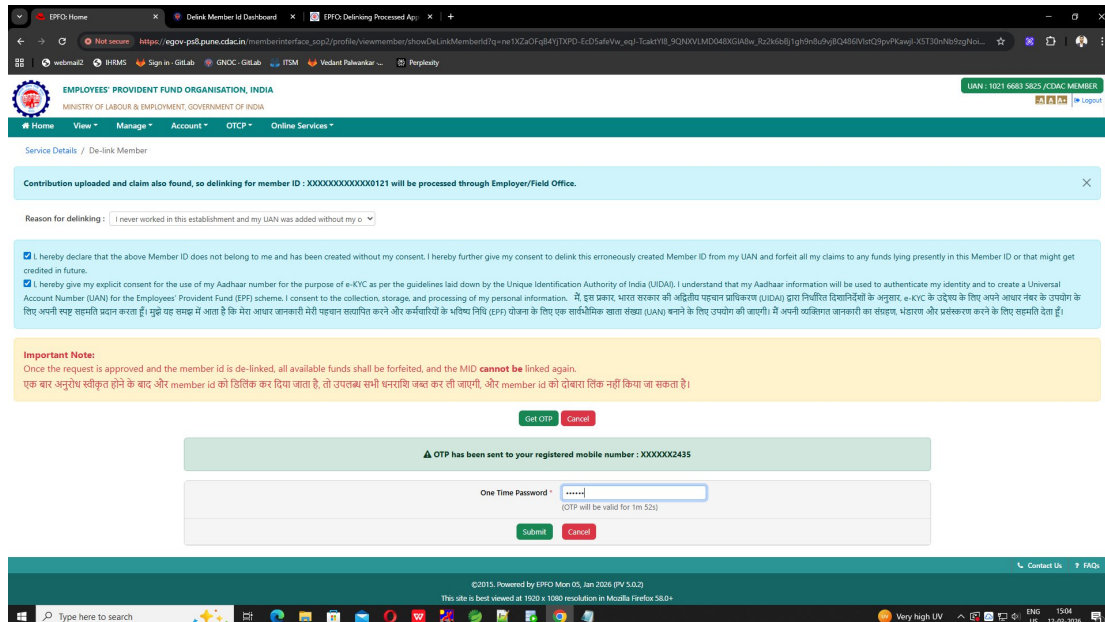 EPFO: Home
Delink Member Id Dashboard
EPFO: Delinking Processed App
Not secure https://egov-ps8.pune.cdac.in/memberinterface_sop2/profile/viewmember/showDeLinkMemberId?q=
webmail2 IHRMS Sign in · GitLab GNOC · GitLab ITSM Vedant Palwankar -... Perplexity
EMPLOYEES' PROVIDENT FUND ORGANISATION, INDIA
MINISTRY OF LABOUR & EMPLOYMENT, GOVERNMENT OF INDIA
UAN : 1021 6683 5825 /CDAC MEMBER
-A A A+ Logout
Home View Manage Account OTCP Online Services
Service Details / De-link Member
Contribution uploaded and claim also found, so delinking for member ID : XXXXXXXXXXXX0121 will be processed through Employer/Field Office.
Reason for delinking : I never worked in this establishment and my UAN was added without my o
I, hereby declare that the above Member ID does not belong to me and has been created without my consent. I hereby further give my consent to delink this erroneously created Member ID from my UAN and forfeit all my claims to any funds lying presently in this Member ID or that might get
credited in future.
I, hereby give my explicit consent for the use of my Aadhaar number for the purpose of e-KYC as per the guidelines laid down by the Unique Identification Authority of India (UIDAI). I understand that my Aadhaar information will be used to authenticate my identity and to create a Universal
Account Number (UAN) for the Employees' Provident Fund (EPF) scheme. I consent to the collection, storage, and processing of my personal information. मैं, इस प्रकार, भारत सरकार की अद्वितीय पहचान प्राधिकरण (UIDAI) द्वारा निर्धारित दिशानिर्देशों के अनुसार, e-KYC के उद्देश्य के लिए अपने आधार नंबर के उपयोग के
लिए अपनी स्पष्ट सहमति प्रदान करता हूँ। मुझे यह समझ में आता है कि मेरा आधार जानकारी मेरी पहचान सत्यापित करने और कर्मचारियों के भविष्य निधि (EPF) योजना के लिए एक सार्वभौमिक खाता संख्या (UAN) बनाने के लिए उपयोग की जाएगी। मैं अपनी व्यक्तिगत जानकारी का संग्रहण, भंडारण और प्रसंस्करण करने के लिए सहमति देता हूँ।
Important Note:
Once the request is approved and the member id is de-linked, all available funds shall be forfeited, and the MID cannot be linked again.
एक बार अनुरोध स्वीकृत होने के बाद और member id को डिलिंक कर दिया जाता है, तो उपलब्ध सभी धनराशि जब्त कर ली जाएगी, और member id को दोबारा लिंक नहीं किया जा सकता है।
Get OTP Cancel
OTP has been sent to your registered mobile number : XXXXXX2435
One Time Password *
(OTP will be valid for 1m 52s)
Submit Cancel
Contact Us ? FAQs
©2015. Powered by EPFO Mon 05, Jan 2026 (PV 5.0.2)
This site is best viewed at 1920 x 1080 resolution in Mozilla Firefox 58.0+
Type here to search
Very high UV
ENG 1504
US 12-02-2026